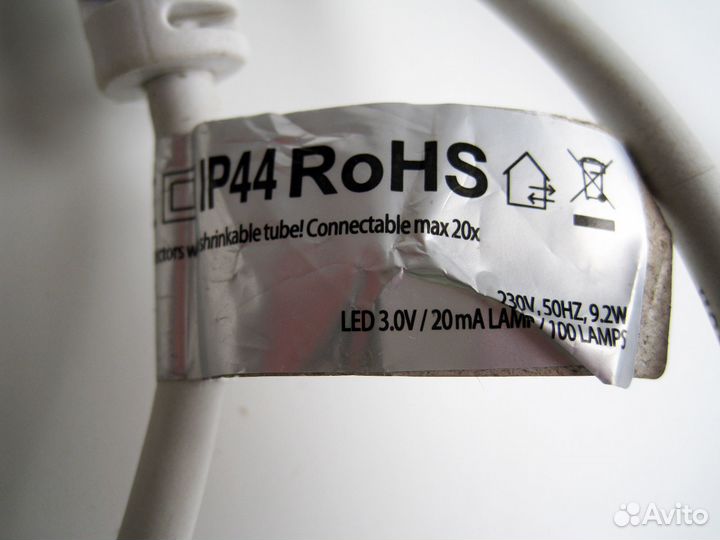 IP44 RoHS
shrinkable tube! Connectable max 20x
230V, 50HZ, 9.2W
LED 3.0V / 20 mA LAMP / 100 LAMPS
Avito